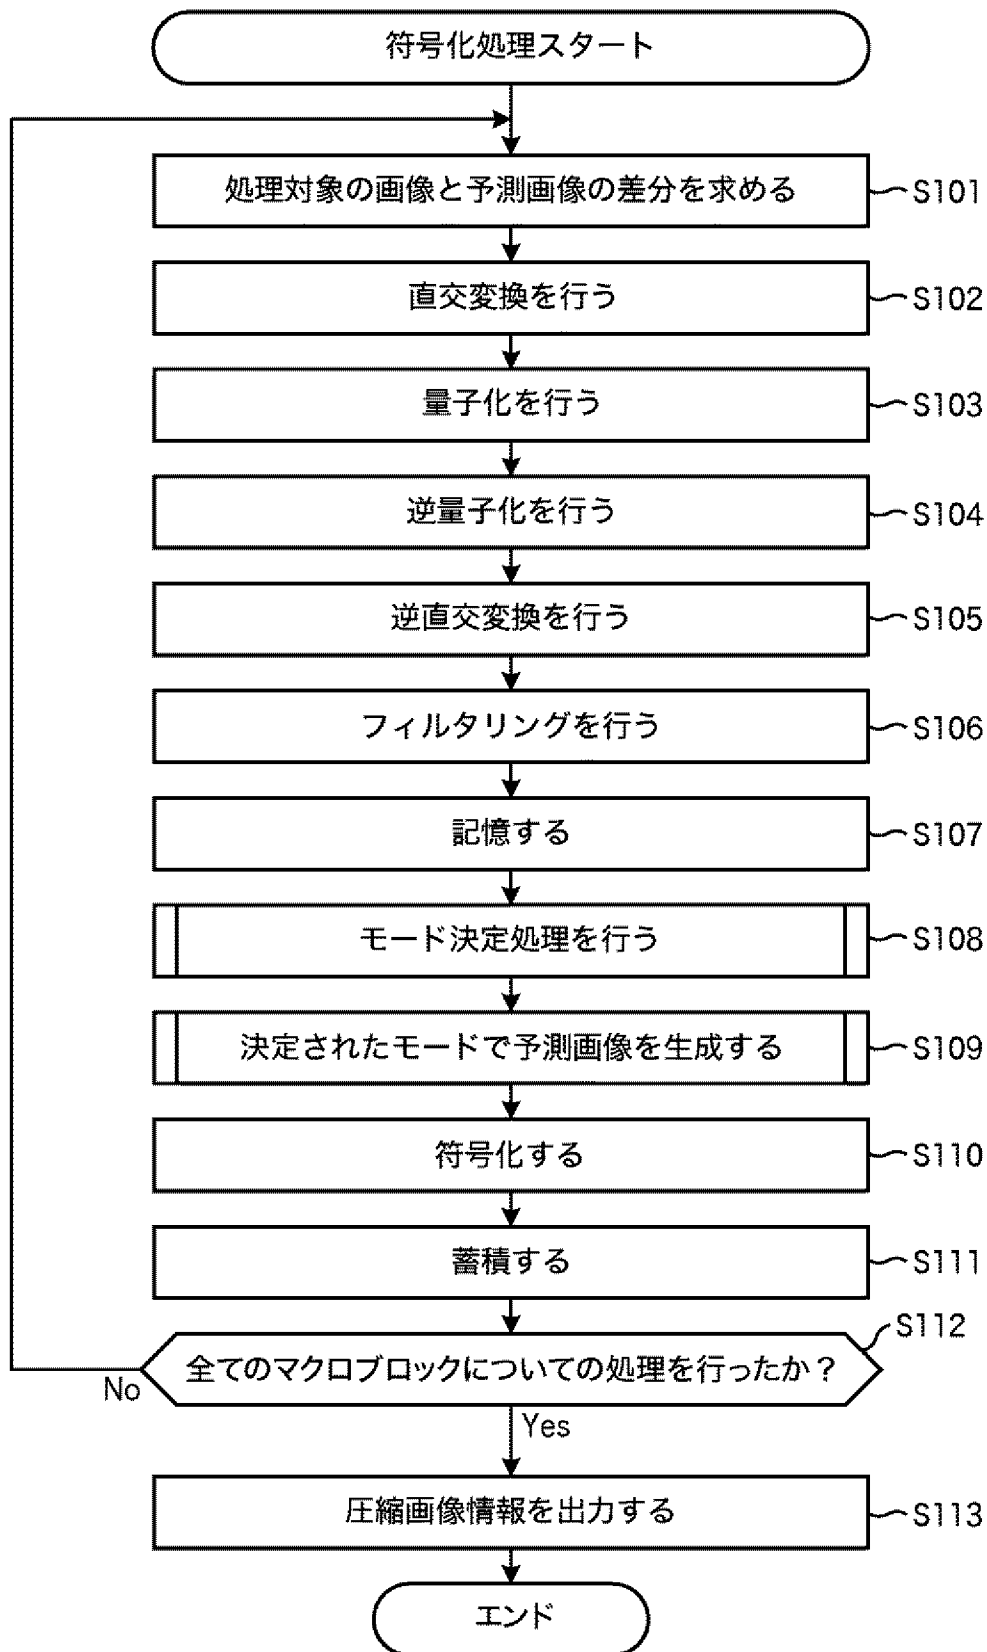 符号化処理スタート
処理対象の画像と予測画像の差分を求める
S101
直交変換を行う
S102
量子化を行う
S103
逆量子化を行う
S104
逆直交変換を行う
S105
フィルタリングを行う
S106
記憶する
S107
モード決定処理を行う
S108
決定されたモードで予測画像を生成する
S109
符号化する
S110
蓄積する
S111
S112
全てのマクロブロックについての処理を行ったか？
No
Yes
圧縮画像情報を出力する
S113
エンド